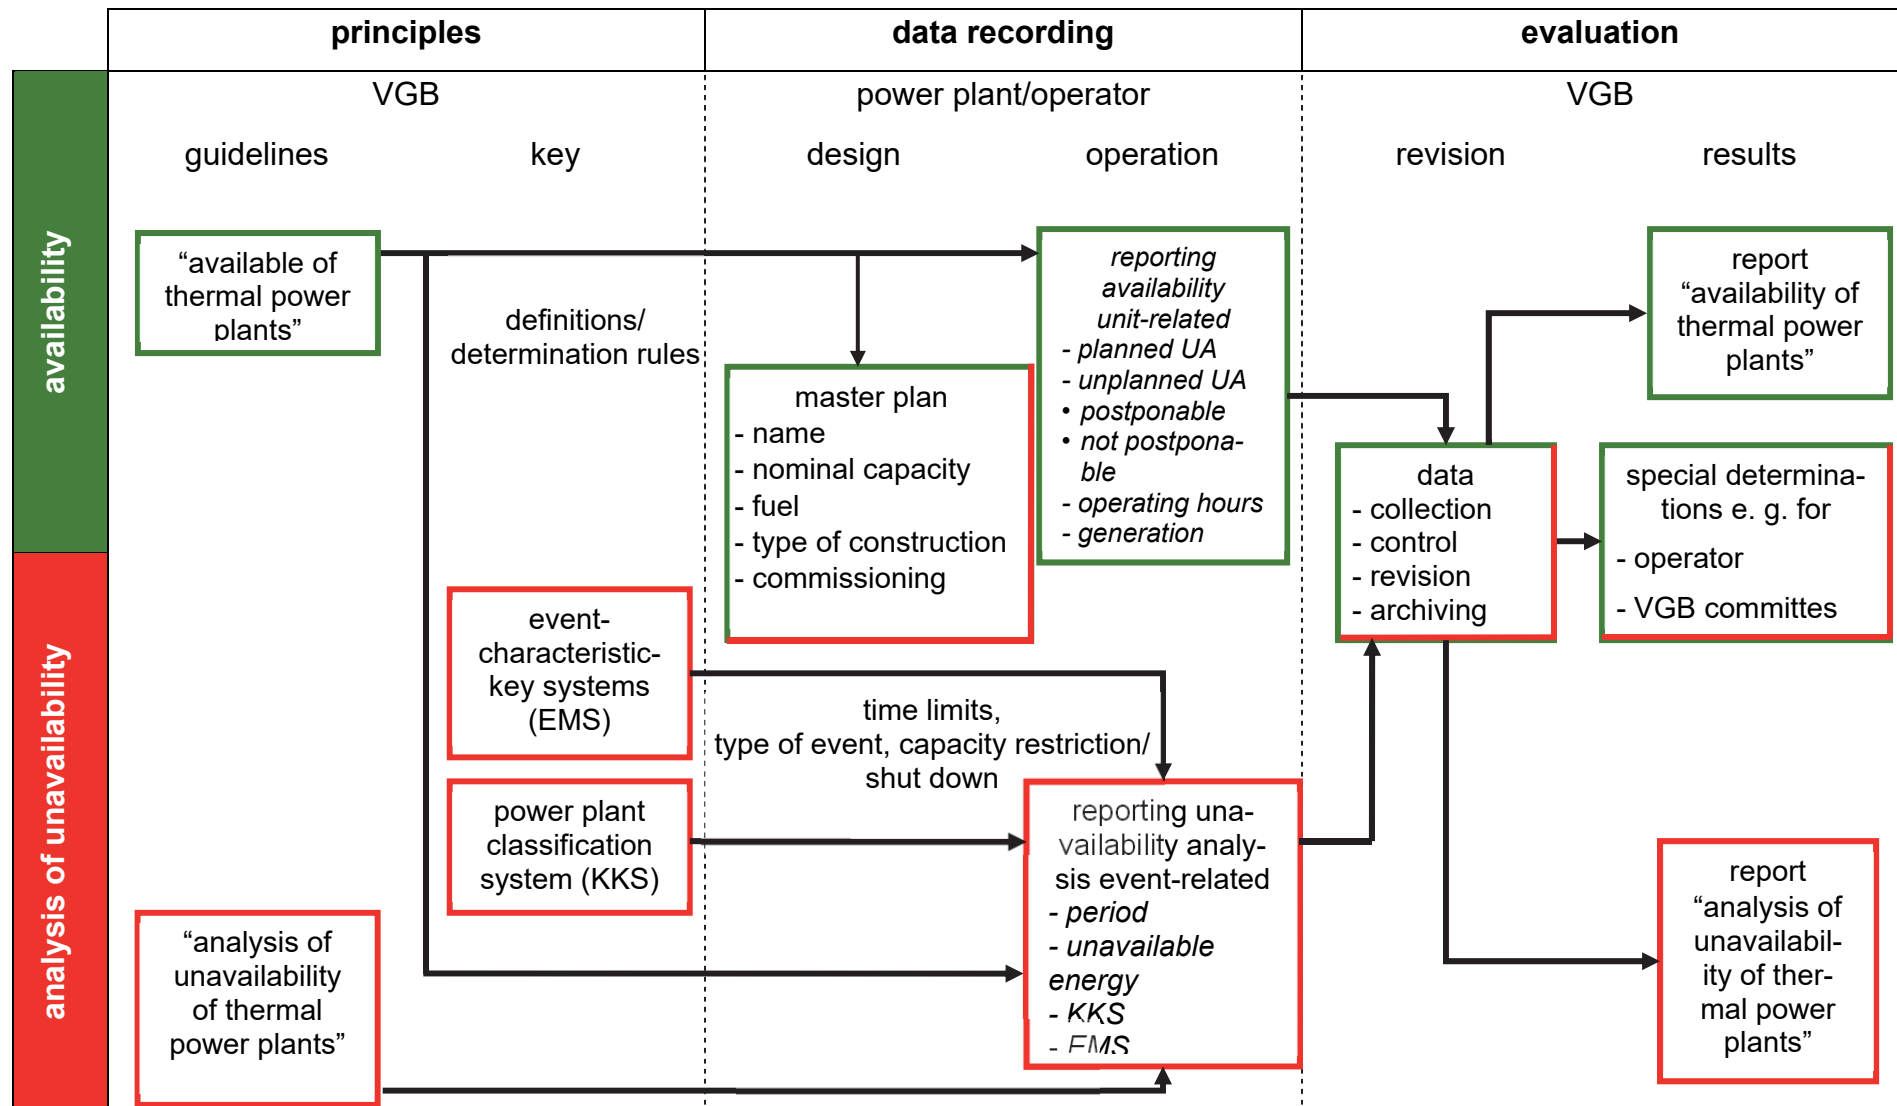 principles
data recording
evaluation
VGB
power plant/operator
VGB
guidelines
key
design
operation
revision
results
availability
analysis of unavailability
“available of
thermal power
plants”
definitions/
determination rules
master plan
- name
- nominal capacity
- fuel
- type of construction
- commissioning
reporting
availability
unit-related
- planned UA
- unplanned UA
• postponable
• not postpona-
ble
- operating hours
- generation
data
- collection
- control
- revision
- archiving
report
“availability of
thermal power
plants”
special determina-
tions e. g. for
- operator
- VGB committes
event-
characteristic-
key systems
(EMS)
time limits,
type of event, capacity restriction/
shut down
power plant
classification
system (KKS)
reporting una-
vailability analy-
sis event-related
- period
- unavailable
energy
- KKS
- EMS
“analysis of
unavailability
of thermal
power plants”
report
“analysis of
unavailabil-
ity of ther-
mal power
plants”